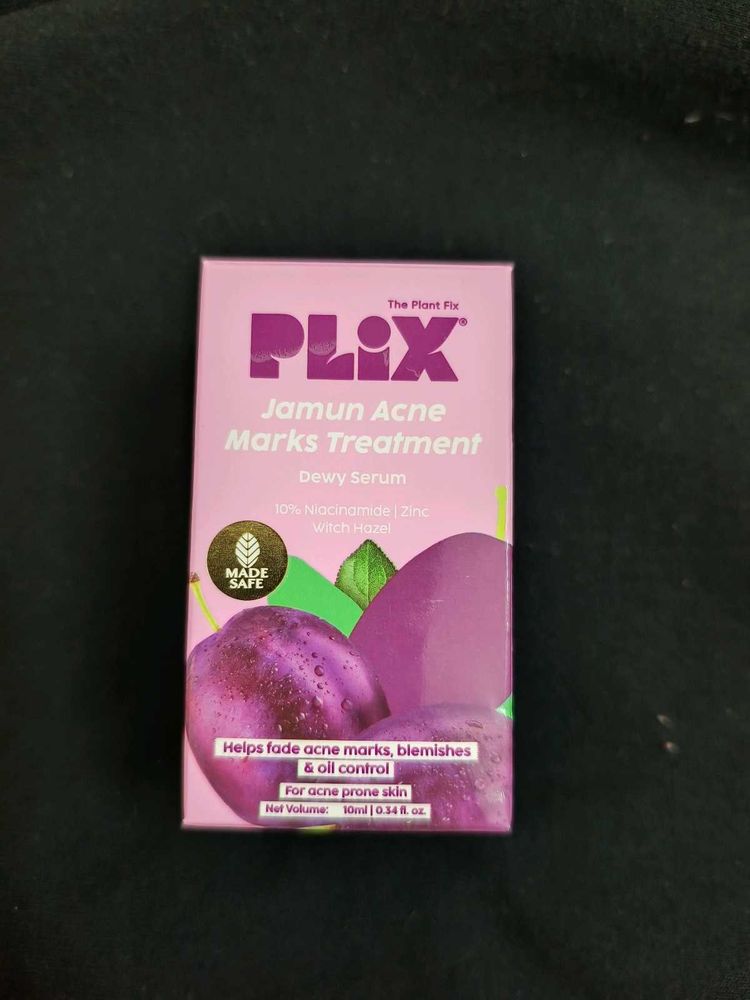 The Plant Fix
PLiX®
Jamun Acne
Marks Treatment
Dewy Serum
10% Niacinamide | Zinc
Witch Hazel
MADE
SAFE
Helps fade acne marks, blemishes
& oil control
For acne prone skin
Net Volume: 10ml | 0.34 fl. oz.